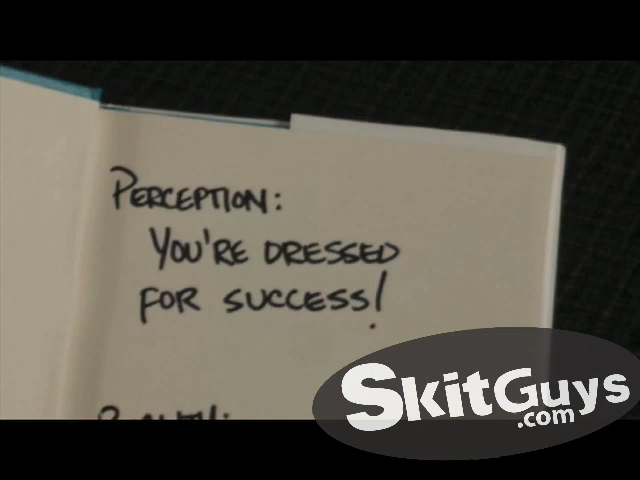 PERCEPTION:
YOU'RE DRESSED
FOR SUCCESS!
SkitGuys
.com